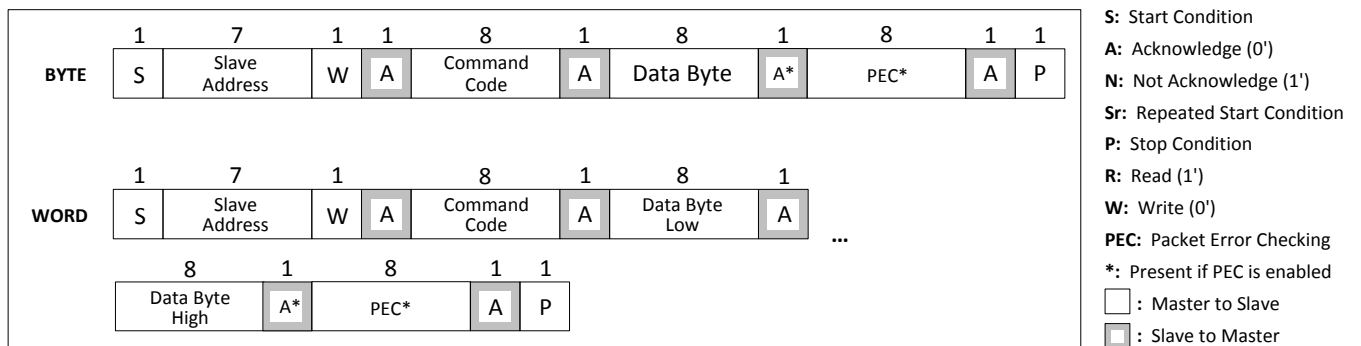 1 7 1 1 8 1 8 1 8 1 1
BYTE S Slave Address W A Command Code A Data Byte A* PEC* A P
1 7 1 8 1 8 1
WORD S Slave Address W A Command Code A Data Byte Low A ...
8 1 8 1 1
Data Byte High A* PEC* A P
S: Start Condition
A: Acknowledge (0')
N: Not Acknowledge (1')
Sr: Repeated Start Condition
P: Stop Condition
R: Read (1')
W: Write (0')
PEC: Packet Error Checking
*: Present if PEC is enabled
: Master to Slave
: Slave to Master